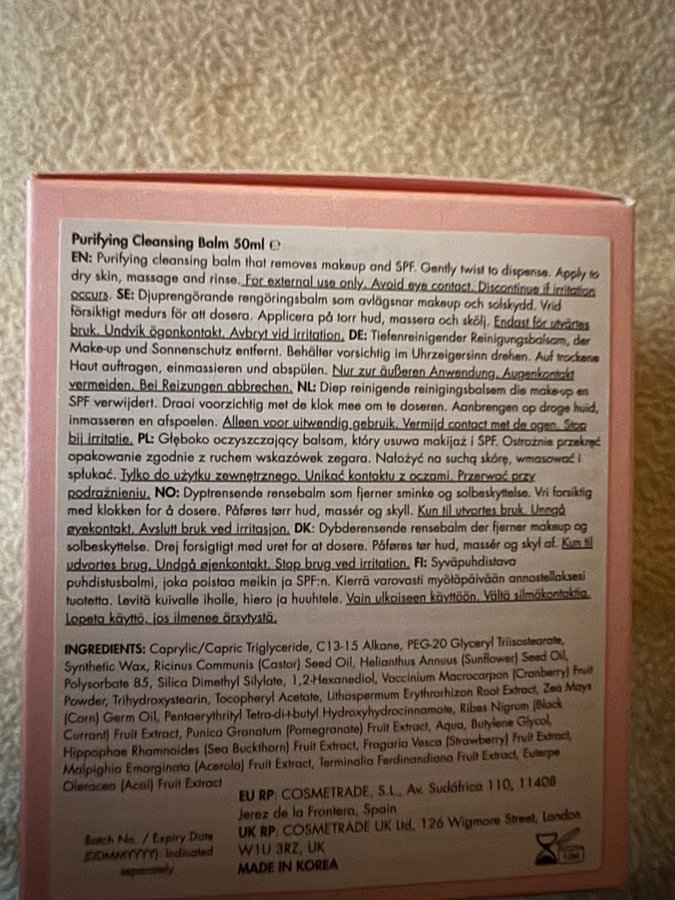 Purifying Cleansing Balm 50ml ℮
EN: Purifying cleansing balm that removes makeup and SPF. Gently twist to dispense. Apply to
dry skin, massage and rinse. For external use only. Avoid eye contact. Discontinue if irritation
occurs. SE: Djuprengörande rengöringsbalm som avlägsnar makeup och solskydd. Vrid
försiktigt medurs för att dosera. Applicera på torr hud, massera och skölj. Endast för utvärtes
bruk. Undvik ögonkontakt. Avbryt vid irritation. DE: Tiefenreinigender Reinigungsbalsam, der
Make-up und Sonnenschutz entfernt. Behälter vorsichtig im Uhrzeigersinn drehen. Auf trockene
Haut auftragen, einmassieren und abspülen. Nur zur äußeren Anwendung. Augenkontakt
vermeiden. Bei Reizungen abbrechen. NL: Diep reinigende reinigingsbalsem die make-up en
SPF verwijdert. Draai voorzichtig met de klok mee om te doseren. Aanbrengen op droge huid,
inmasseren en afspoelen. Alleen voor uitwendig gebruik. Vermijd contact met de ogen. Stop
bij irritatie. PL: Głęboko oczyszczający balsam, który usuwa makijaż i SPF. Ostrożnie przekręć
opakowanie zgodnie z ruchem wskazówek zegara. Nałożyć na suchą skórę, wmasować i
spłukać. Tylko do użytku zewnętrznego. Unikać kontaktu z oczami. Przerwać przy
podrażnieniu. NO: Dyptrensende rensebalm som fjerner sminke og solbeskyttelse. Vri forsiktig
med klokken for å dosere. Påføres tørr hud, massér og skyll. Kun til utvortes bruk. Unngå
øyekontakt. Avslutt bruk ved irritasjon. DK: Dybderensende rensebalm der fjerner makeup og
solbeskyttelse. Drej forsigtigt med uret for at dosere. Påføres tør hud, massér og skyl af. Kun til
udvortes brug. Undgå øjenkontakt. Stop brug ved irritation. FI: Syväpuhdistava
puhdistusbalmi, joka poistaa meikin ja SPF:n. Kierrä varovasti myötäpäivään annostellaksesi
tuotetta. Levitä kuivalle iholle, hiero ja huuhtele. Vain ulkoiseen käyttöön. Vältä silmäkontaktia.
Lopeta käyttö, jos ilmenee ärsytystä.
INGREDIENTS: Caprylic/Capric Triglyceride, C13-15 Alkane, PEG-20 Glyceryl Triisostearate,
Synthetic Wax, Ricinus Communis (Castor) Seed Oil, Helianthus Annuus (Sunflower) Seed Oil,
Polysorbate 85, Silica Dimethyl Silylate, 1,2-Hexanediol, Vaccinium Macrocarpon (Cranberry) Fruit
Powder, Trihydroxystearin, Tocopheryl Acetate, Lithospermum Erythrorhizon Root Extract, Zea Mays
(Corn) Germ Oil, Pentaerythrityl Tetra-di-t-butyl Hydroxyhydrocinnamate, Ribes Nigrum (Black
Currant) Fruit Extract, Punica Granatum (Pomegranate) Fruit Extract, Aqua, Butylene Glycol,
Hippophae Rhamnoides (Sea Buckthorn) Fruit Extract, Fragaria Vesca (Strawberry) Fruit Extract,
Malpighia Emarginata (Acerola) Fruit Extract, Terminalia Ferdinandiana Fruit Extract, Euterpe
Oleracea (Acai) Fruit Extract
EU RP: COSMETRADE, S.L., Av. Sudáfrica 110, 11408
Jerez de la Frontera, Spain
UK RP: COSMETRADE UK Ltd, 126 Wigmore Street, London
W1U 3RZ, UK
MADE IN KOREA
Batch No. / Expiry Date
(DDMMYYYY): Indicated
separately
12M